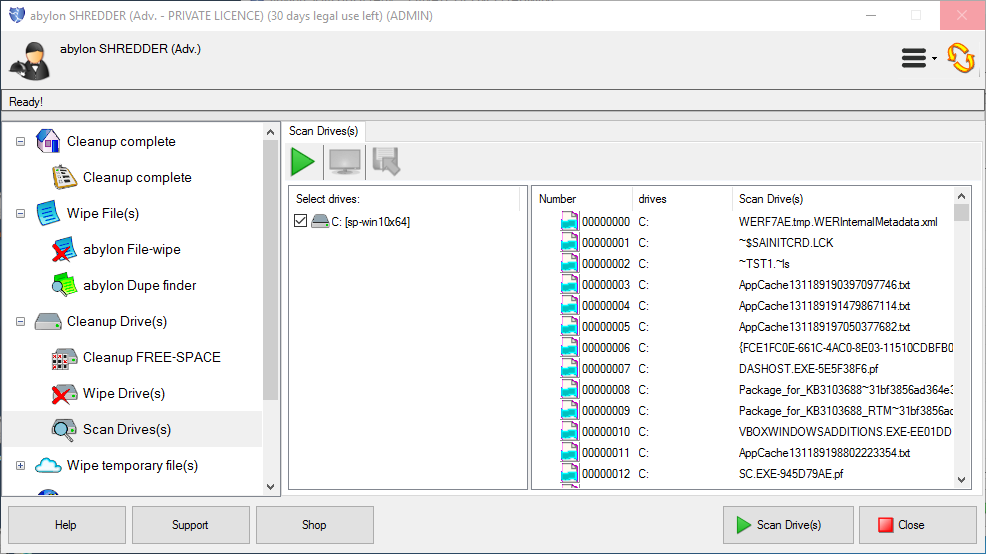 abylon SHREDDER (Adv. - PRIVATE LICENCE) (30 days legal use left) (ADMIN)
abylon SHREDDER (Adv.)
Ready!
Cleanup complete
Cleanup complete
Wipe File(s)
abylon File-wipe
abylon Dupe finder
Cleanup Drive(s)
Cleanup FREE-SPACE
Wipe Drive(s)
Scan Drives(s)
Wipe temporary file(s)
Scan Drives(s)
Select drives:
C: [sp-win10x64]
Number drives Scan Drive(s)
00000000 C: WERF7AE.tmp.WERInternalMetadata.xml
00000001 C: ~$SAINITCRD.LCK
00000002 C: ~TST1.~ls
00000003 C: AppCache131189190397097746.txt
00000004 C: AppCache131189191479867114.txt
00000005 C: AppCache131189197050377682.txt
00000006 C: {FCE1FC0E-661C-4AC0-8E03-11510CDBFB0
00000007 C: DASHOST.EXE-5E5F38F6.pf
00000008 C: Package_for_KB3103688~31bf3856ad364e3
00000009 C: Package_for_KB3103688_RTM~31bf3856ad
00000010 C: VBOXWINDOWSADDITIONS.EXE-EE01DD
00000011 C: AppCache131189198802223354.txt
00000012 C: SC.EXE-945D79AE.pf
Help Support Shop Scan Drive(s) Close